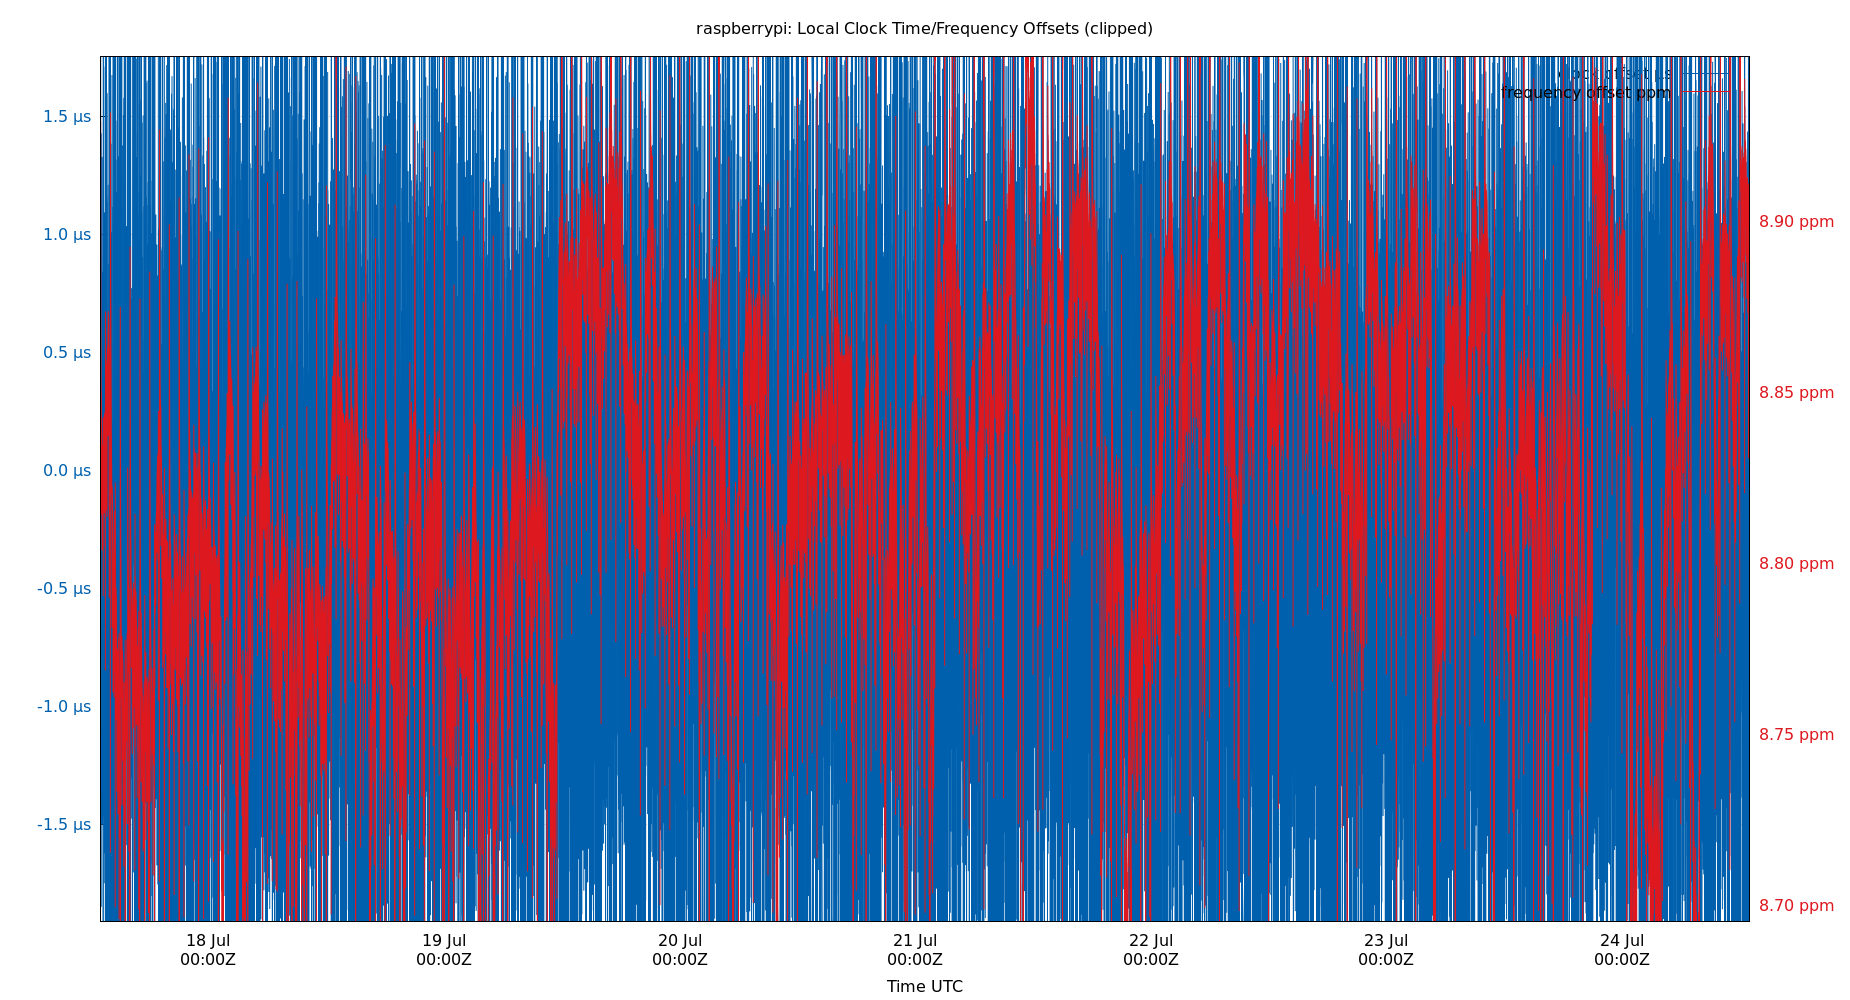 raspberrypi: Local Clock Time/Frequency Offsets (clipped)
clock offset µs
frequency offset ppm
1.5 µs
1.0 µs
0.5 µs
0.0 µs
-0.5 µs
-1.0 µs
-1.5 µs
8.90 ppm
8.85 ppm
8.80 ppm
8.75 ppm
8.70 ppm
18 Jul 19 Jul 20 Jul 21 Jul 22 Jul 23 Jul 24 Jul
00:00Z 00:00Z 00:00Z 00:00Z 00:00Z 00:00Z 00:00Z
Time UTC